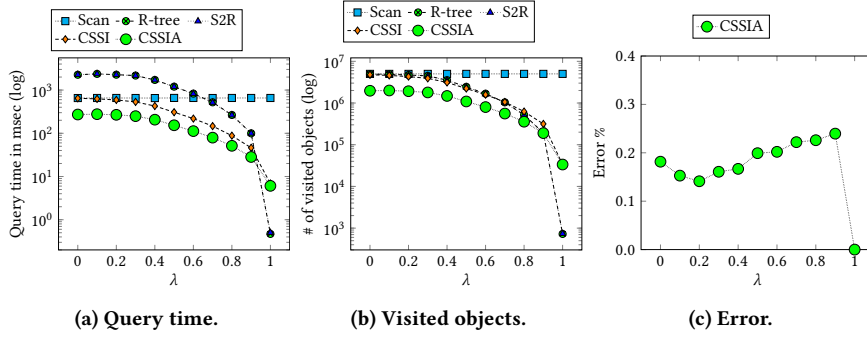 Scan R-tree S2R
CSSI CSSIA
Query time in msec (log)
10^3
10^2
10^1
10^0
0 0.2 0.4 0.6 0.8 1
λ
(a) Query time.
Scan R-tree S2R
CSSI CSSIA
# of visited objects (log)
10^7
10^6
10^5
10^4
10^3
0 0.2 0.4 0.6 0.8 1
λ
(b) Visited objects.
CSSIA
Error %
0.4
0.3
0.2
0.1
0.0
0 0.2 0.4 0.6 0.8 1
λ
(c) Error.